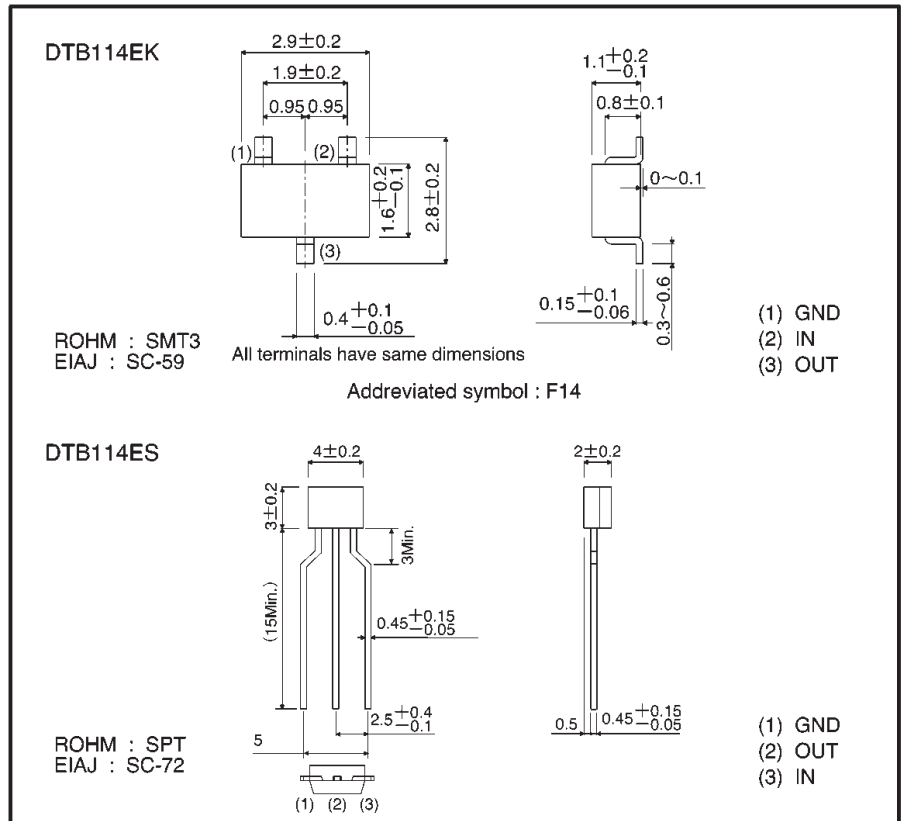 DTB114EK
2.9±0.2
1.9±0.2
0.95 0.95
(1)
(2)
(3)
1.6+0.2
−0.1
2.8±0.2
0.4+0.1
−0.05
1.1+0.2
−0.1
0.8±0.1
0~0.1
0.15+0.1
−0.06
0.3~0.6
ROHM : SMT3
EIAJ : SC-59
All terminals have same dimensions
Addreviated symbol : F14
(1) GND
(2) IN
(3) OUT
DTB114ES
4±0.2
3±0.2
3Min.
(15Min.)
0.45+0.15
−0.05
2.5+0.4
−0.1
5
(1) (2) (3)
2±0.2
0.5
0.45+0.15
−0.05
ROHM : SPT
EIAJ : SC-72
(1) GND
(2) OUT
(3) IN